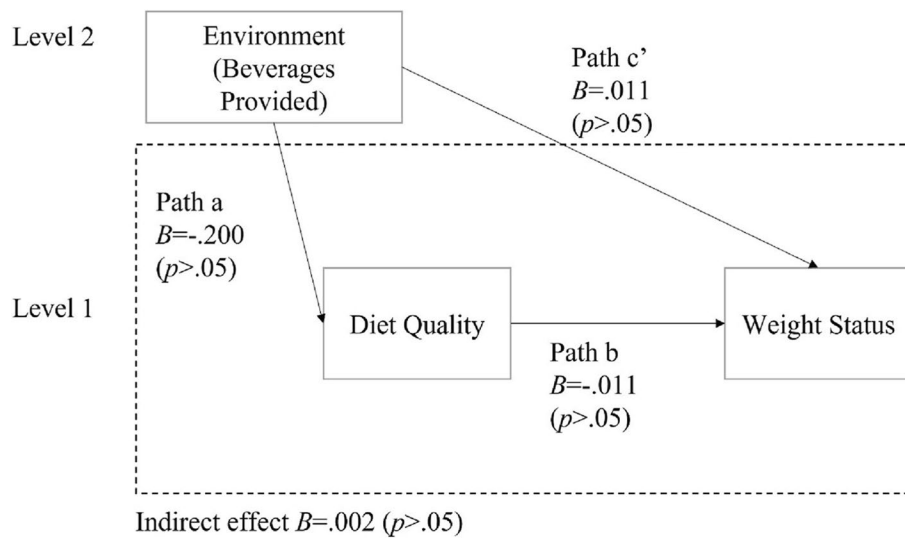 Level 2
Environment
(Beverages
Provided)
Path c’
B=.011
(p>.05)
Path a
B=-.200
(p>.05)
Level 1
Diet Quality
Weight Status
Path b
B=-.011
(p>.05)
Indirect effect B=.002 (p>.05)